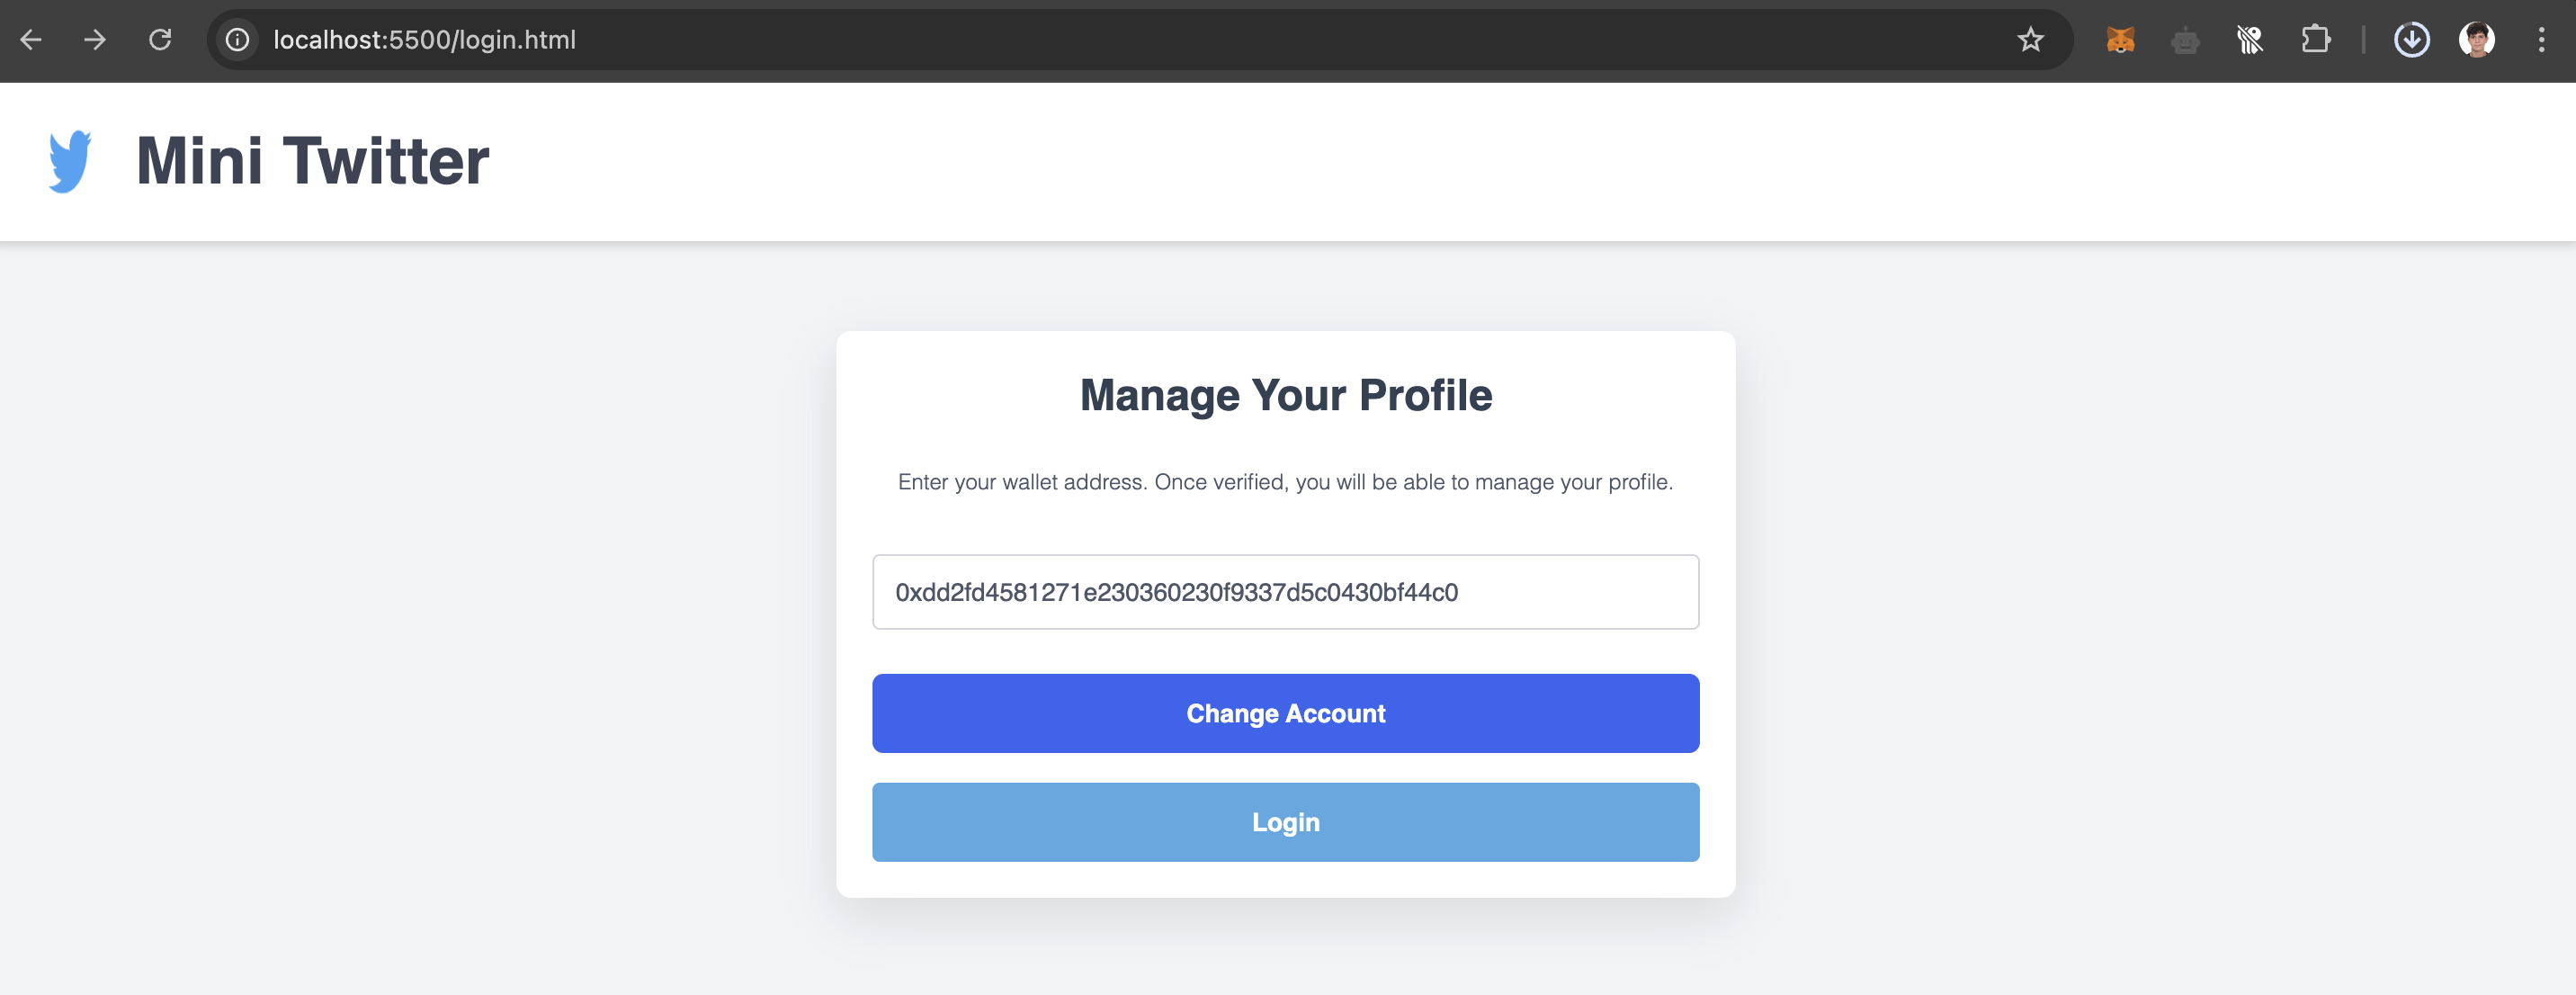 localhost:5500/login.html
Mini Twitter
Manage Your Profile
Enter your wallet address. Once verified, you will be able to manage your profile.
0xdd2fd4581271e230360230f9337d5c0430bf44c0
Change Account
Login